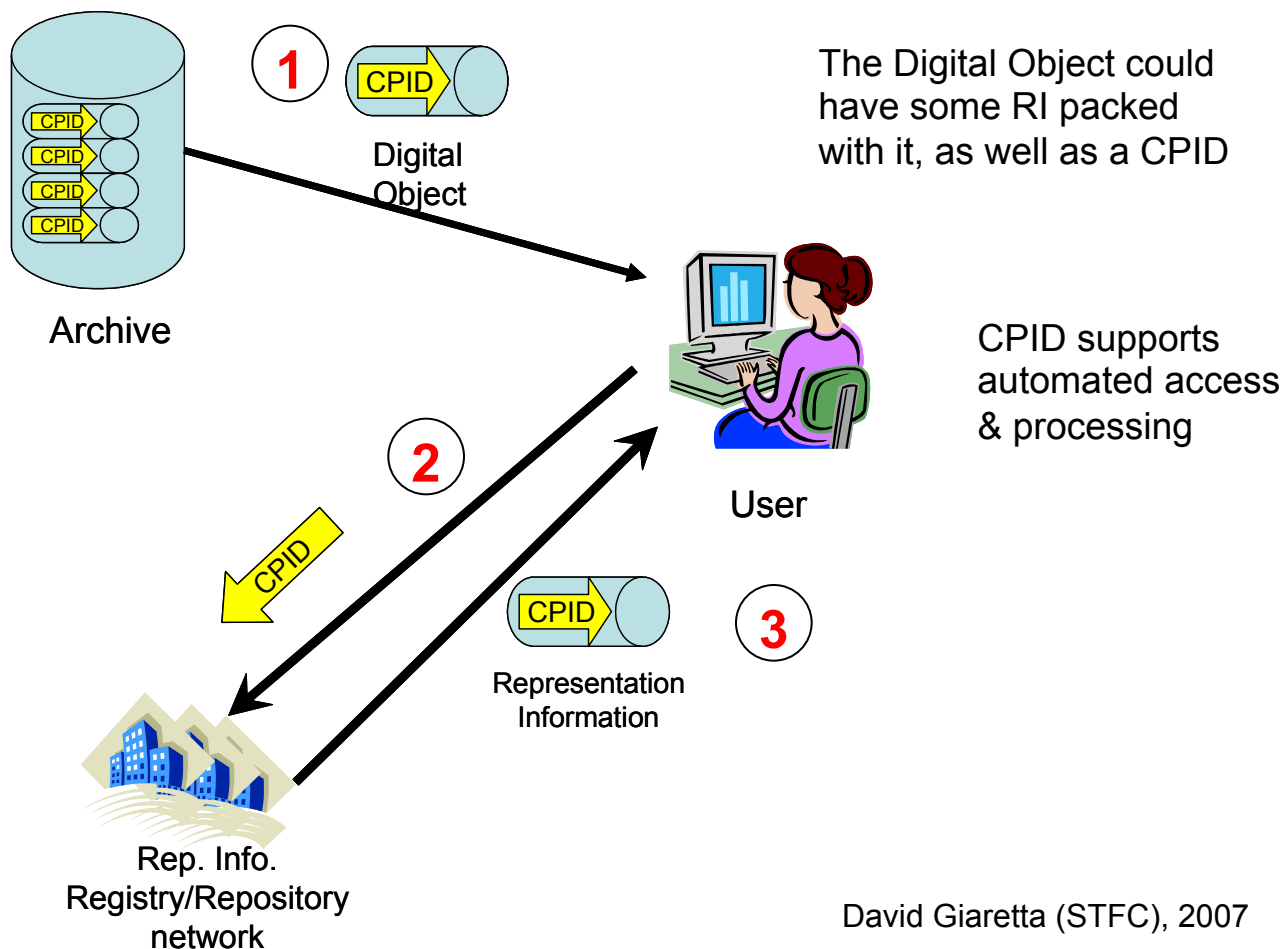 1
CPID
Digital
Object
The Digital Object could
have some RI packed
with it, as well as a CPID
CPID
CPID
CPID
CPID
Archive
CPID supports
automated access
& processing
User
2
CPID
CPID
3
Representation
Information
Rep. Info.
Registry/Repository
network
David Giaretta (STFC), 2007